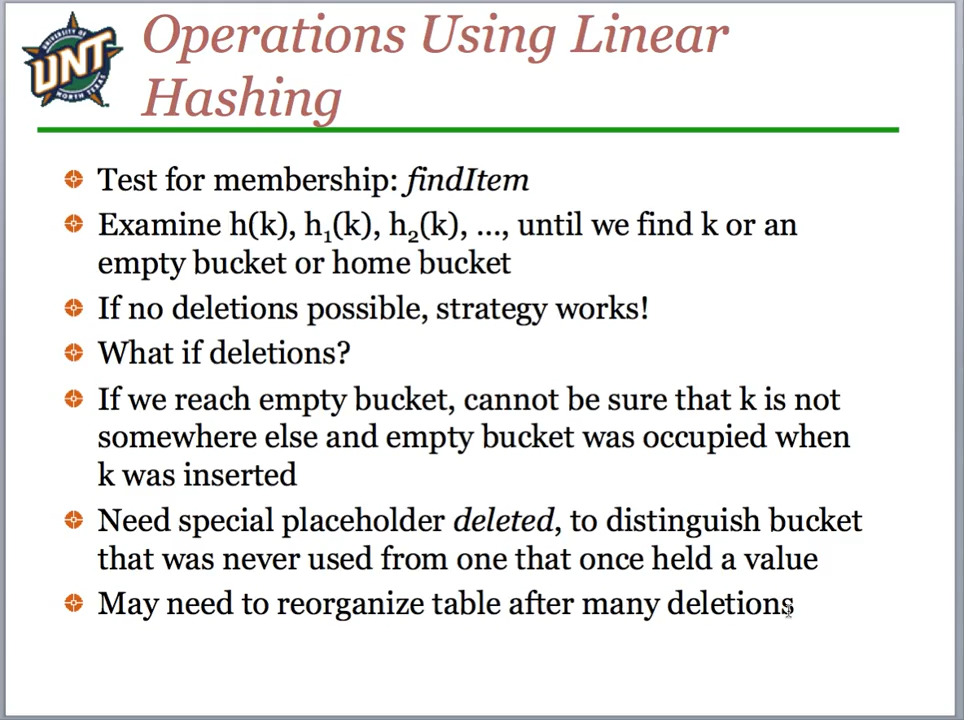 UNIVERSITY OF
UNT
NORTH TEXAS
Operations Using Linear
Hashing
Test for membership: findItem
Examine h(k), h₁(k), h₂(k), ..., until we find k or an
empty bucket or home bucket
If no deletions possible, strategy works!
What if deletions?
If we reach empty bucket, cannot be sure that k is not
somewhere else and empty bucket was occupied when
k was inserted
Need special placeholder deleted, to distinguish bucket
that was never used from one that once held a value
May need to reorganize table after many deletions